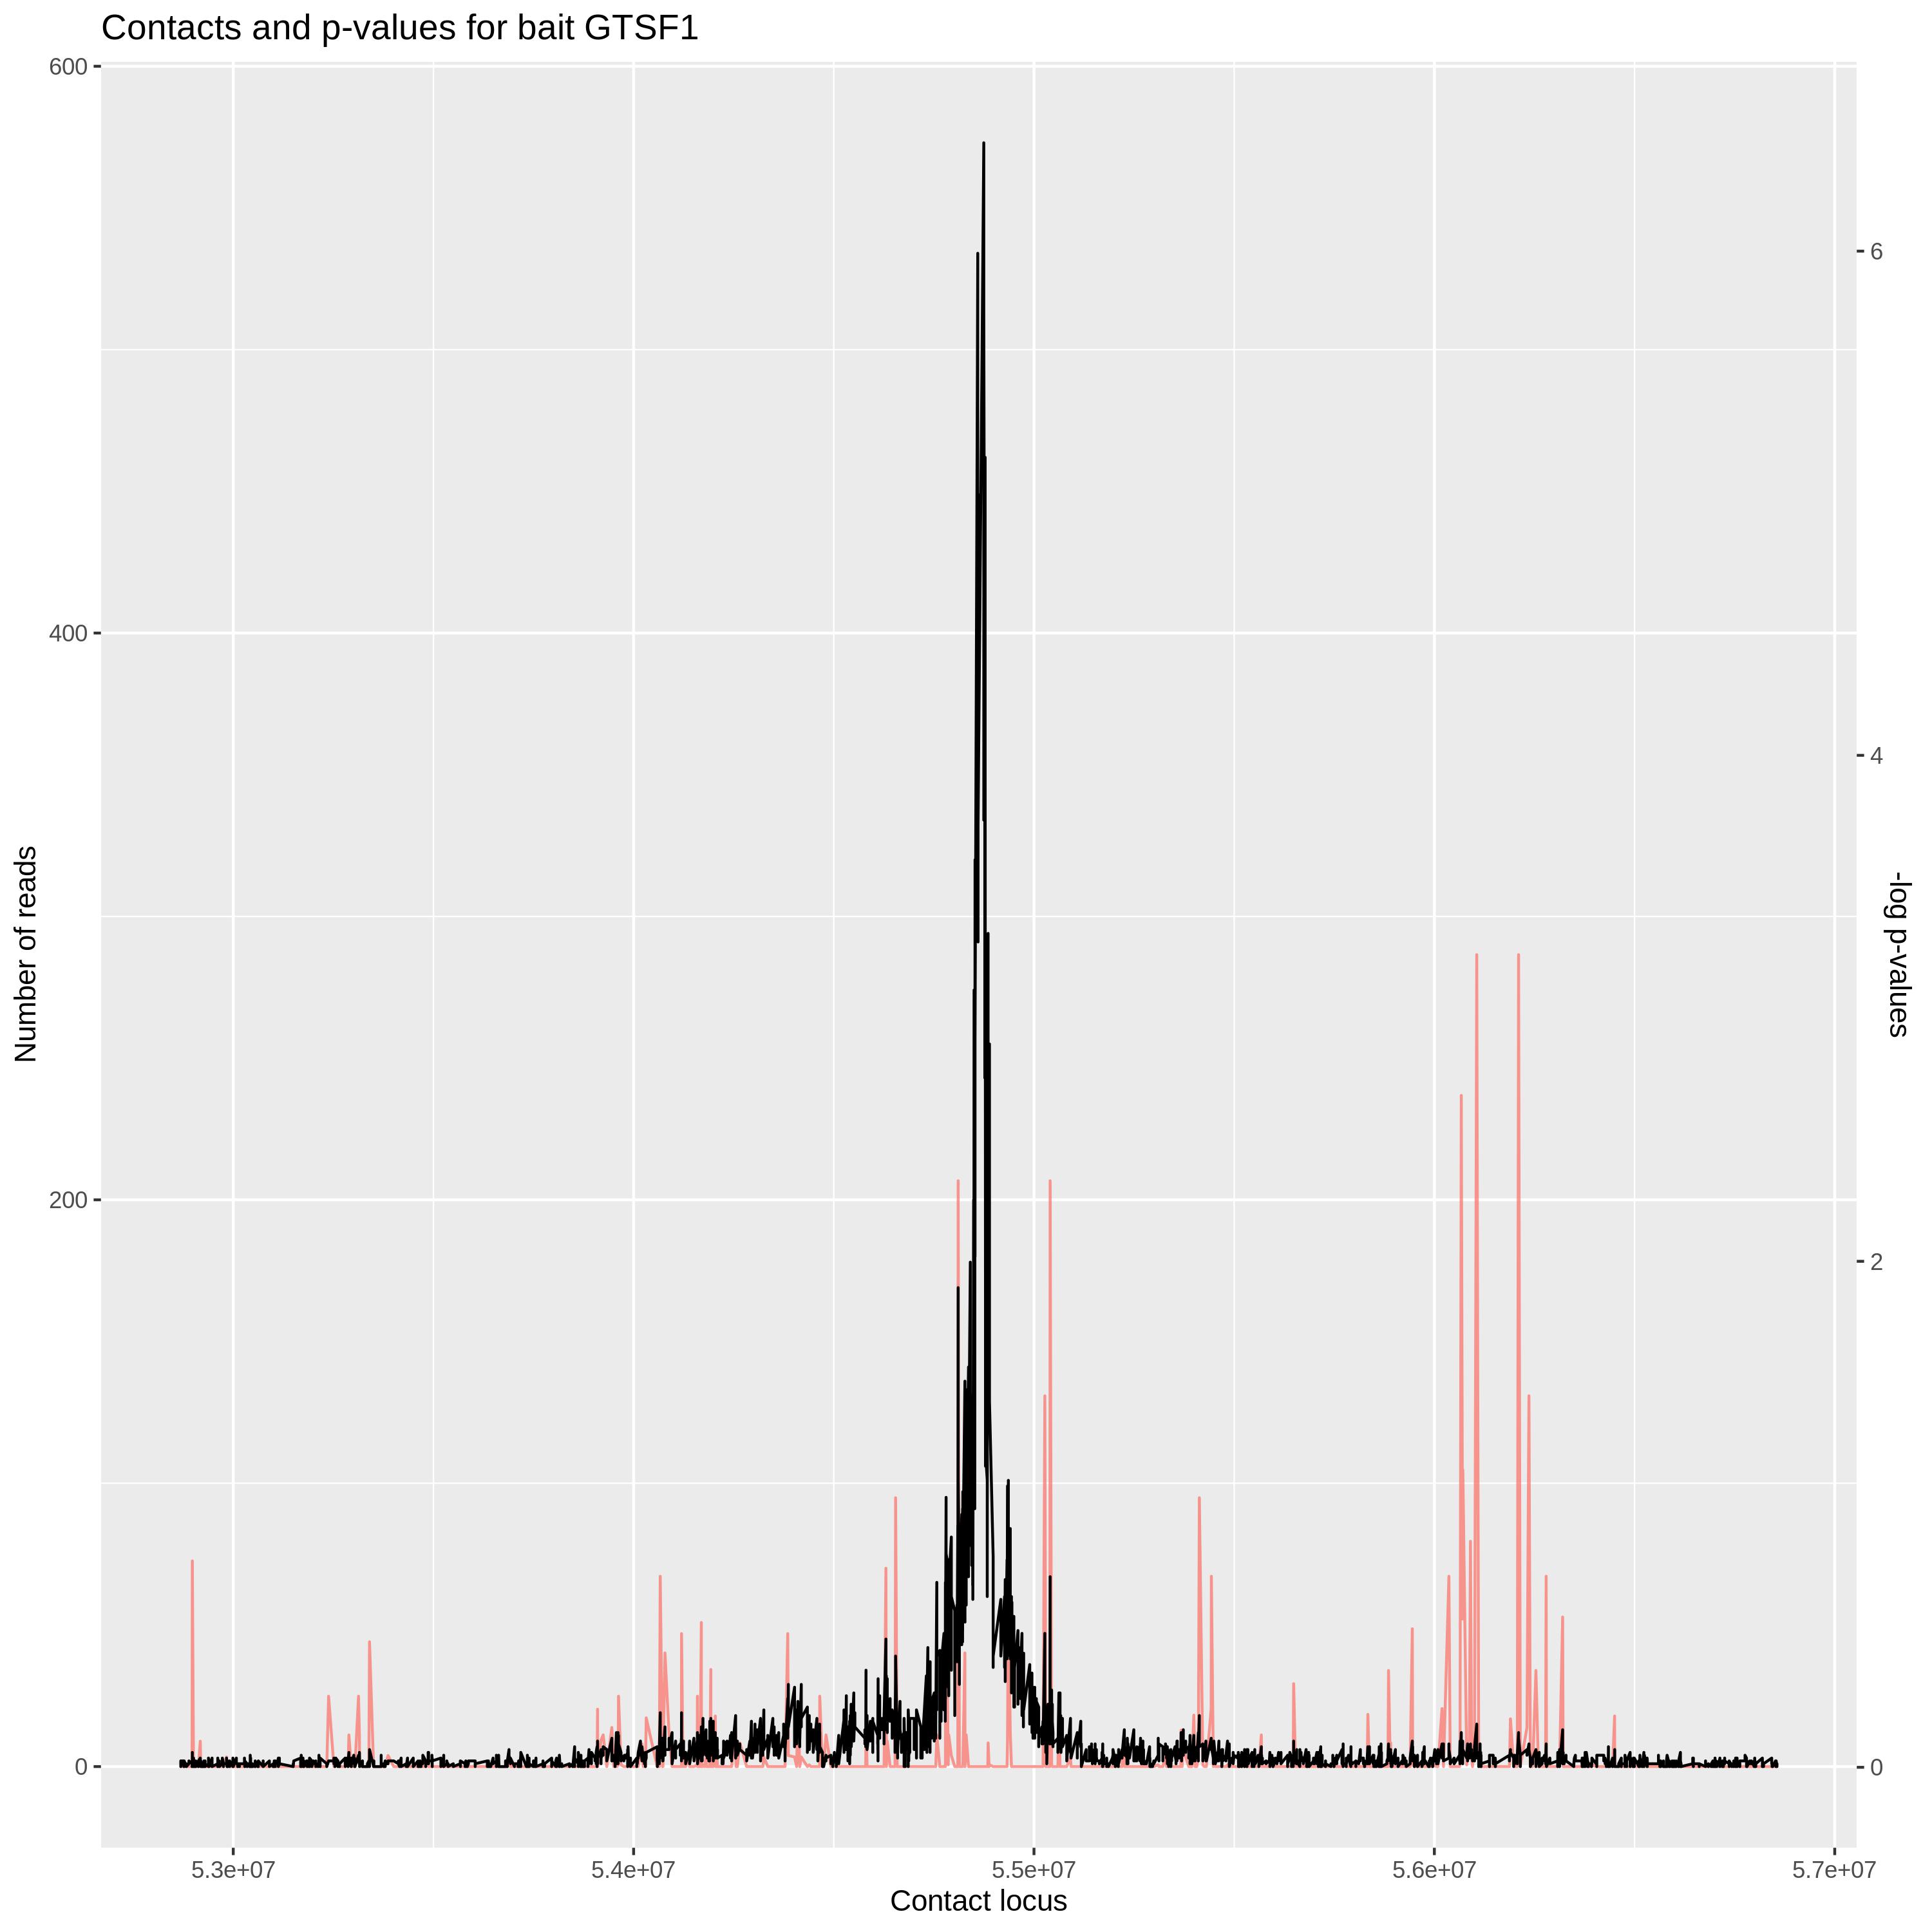 Contacts and p-values for bait GTSF1
600
400
200
0
Number of reads
6
4
2
0
-log p-values
5.3e+07 5.4e+07 5.5e+07 5.6e+07 5.7e+07
Contact locus